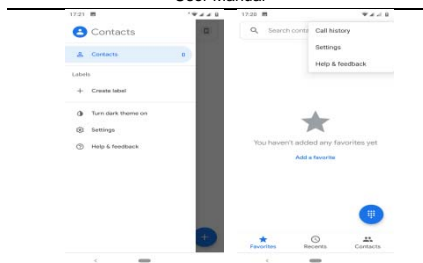 User Manual
17:21
Contacts
Contacts 0
Labels
Create label
Turn dark theme on
Settings
Help & feedback
17:20
Search
Call history
Settings
Help & feedback
You haven't added any favorites yet
Add a favorite
Favorites Recents Contacts